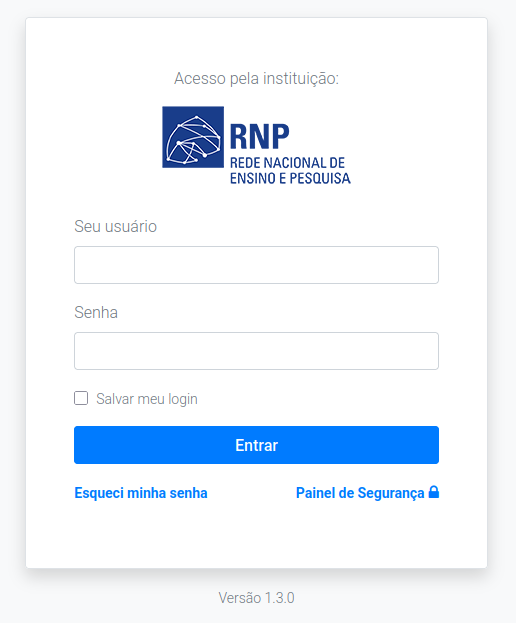 Acesso pela instituição:
RNP
REDE NACIONAL DE
ENSINO E PESQUISA
Seu usuário
Senha
Salvar meu login
Entrar
Esqueci minha senha
Painel de Segurança
Versão 1.3.0